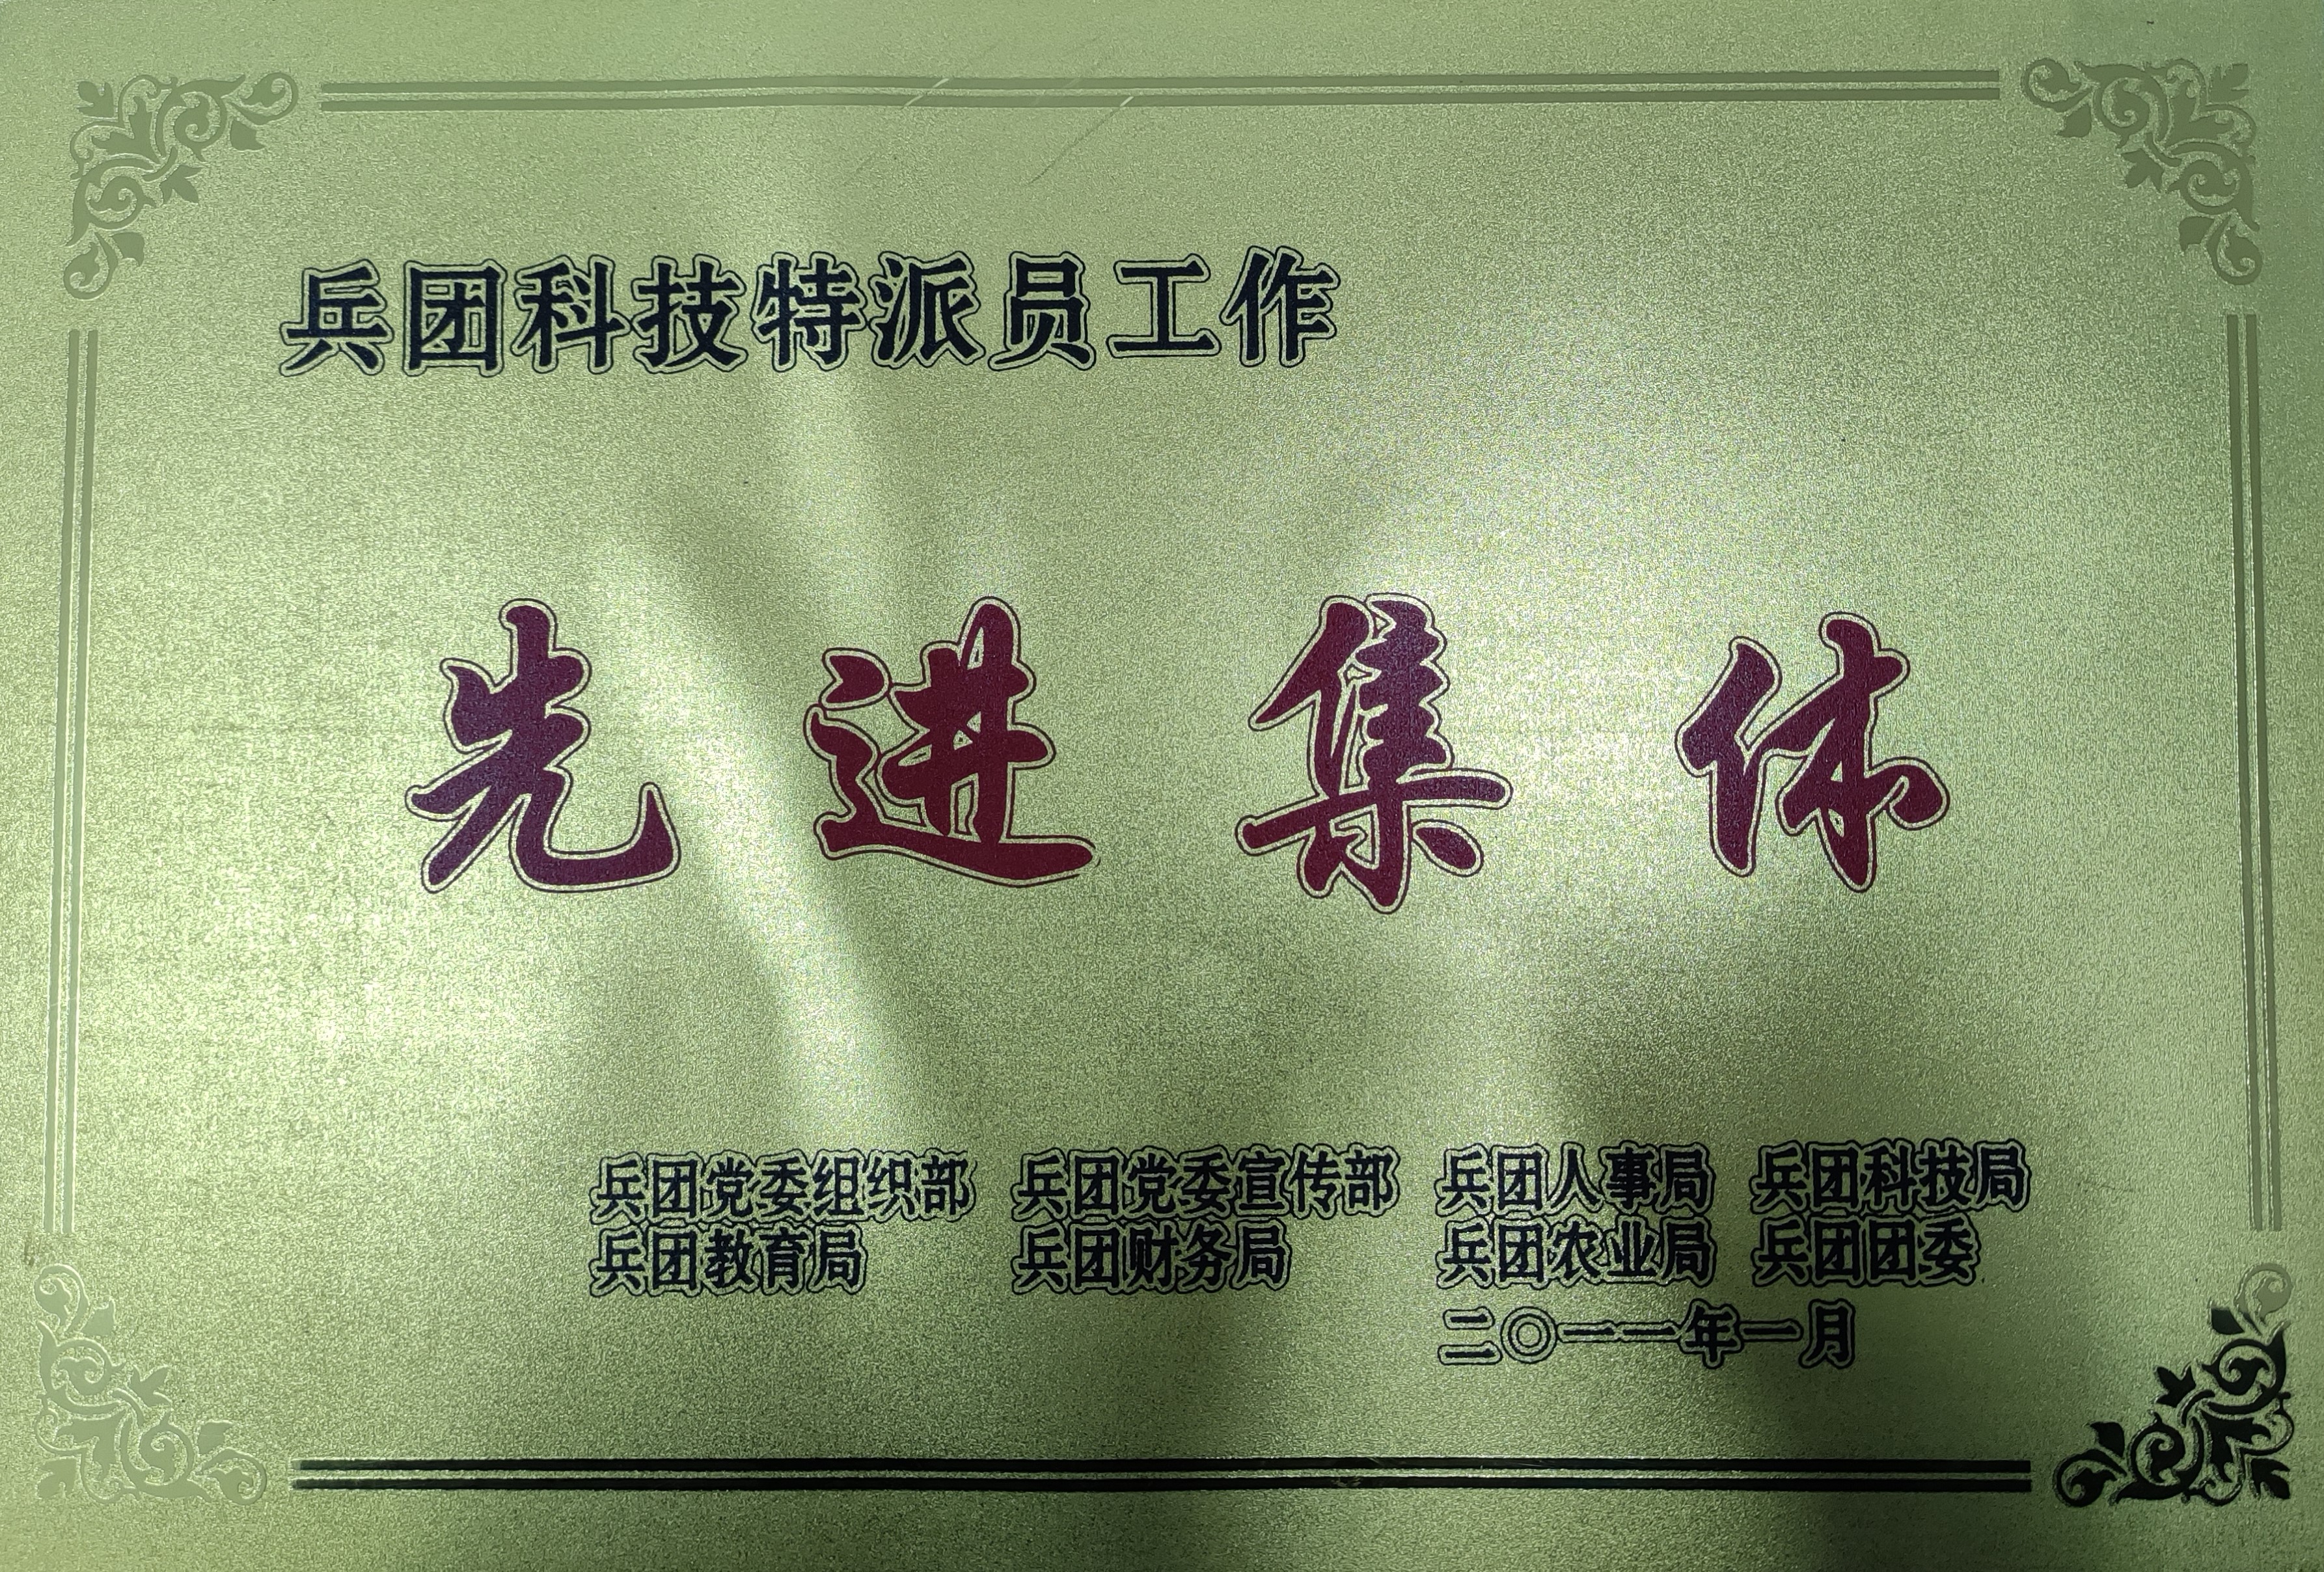 兵团科技特派员工作
先进集体
兵团党委组织部 兵团党委宣传部 兵团人事局 兵团科技局
兵团教育局 兵团财务局 兵团农业局 兵团团委
二〇一一年一月